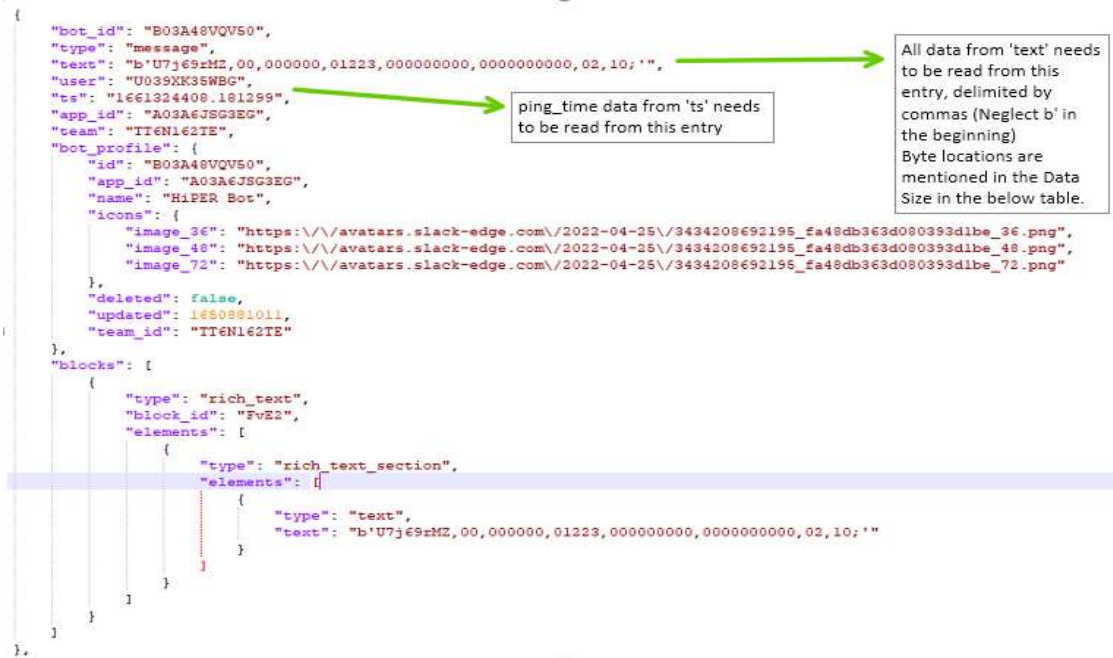 {
"bot_id": "B03A48VQV50",
"type": "message",
"text": "b'U7j69rMZ,00,000000,01223,000000000,0000000000,02,10;'",
"user": "U039XK35WBG",
"ts": "1661324408.181299",
"app_id": "A03A6JSG3EG",
"team": "TT6N162TE",
"bot_profile": {
"id": "B03A48VQV50",
"app_id": "A03A6JSG3EG",
"name": "HiPER Bot",
"icons": {
"image_36": "https:\/\/avatars.slack-edge.com\/2022-04-25\/3434208692195_fa48db363d080393d1be_36.png",
"image_48": "https:\/\/avatars.slack-edge.com\/2022-04-25\/3434208692195_fa48db363d080393d1be_48.png",
"image_72": "https:\/\/avatars.slack-edge.com\/2022-04-25\/3434208692195_fa48db363d080393d1be_72.png"
},
"deleted": false,
"updated": 1650881011,
"team_id": "TT6N162TE"
},
"blocks": [
{
"type": "rich_text",
"block_id": "FvE2",
"elements": [
{
"type": "rich_text_section",
"elements": [
{
"type": "text",
"text": "b'U7j69rMZ,00,000000,01223,000000000,0000000000,02,10;'"
}
]
}
]
}
]
},
ping_time data from 'ts' needs
to be read from this entry
All data from 'text' needs
to be read from this
entry, delimited by
commas (Neglect b' in
the beginning)
Byte locations are
mentioned in the Data
Size in the below table.